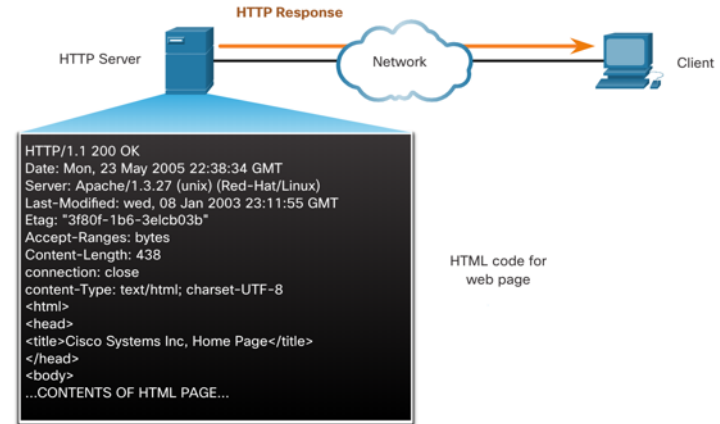 HTTP Response
HTTP Server
Network
Client
HTTP/1.1 200 OK
Date: Mon, 23 May 2005 22:38:34 GMT
Server: Apache/1.3.27 (unix) (Red-Hat/Linux)
Last-Modified: wed, 08 Jan 2003 23:11:55 GMT
Etag: "3f80f-1b6-3elcb03b"
Accept-Ranges: bytes
Content-Length: 438
connection: close
content-Type: text/html; charset-UTF-8
<html>
<head>
<title>Cisco Systems Inc, Home Page</title>
</head>
<body>
...CONTENTS OF HTML PAGE...
HTML code for
web page